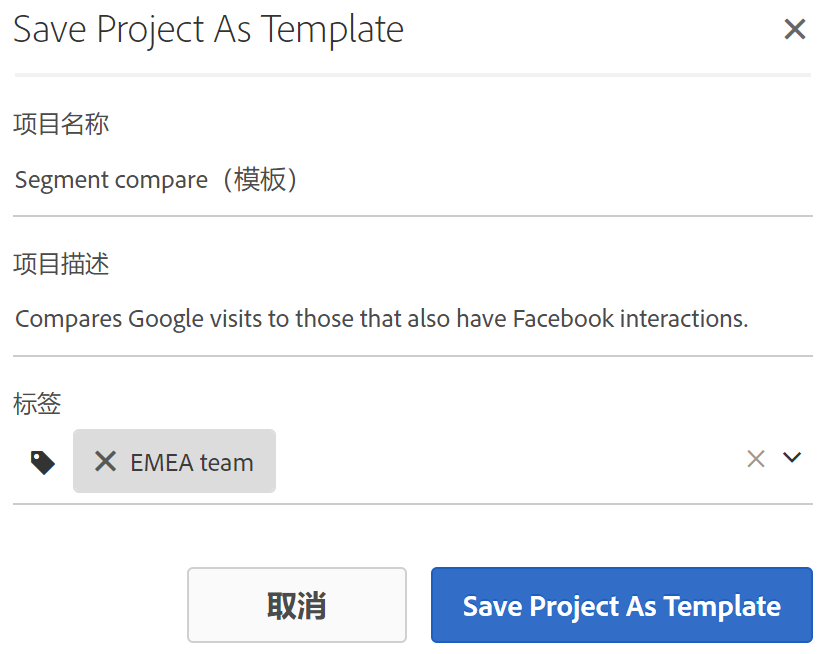 Save Project As Template
项目名称
Segment compare（模板）
项目描述
Compares Google visits to those that also have Facebook interactions.
标签
EMEA team
取消
Save Project As Template